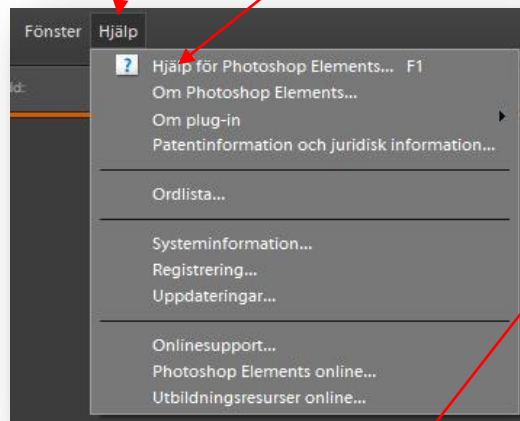 Fönster Hjälp
ld:
? Hjälp för Photoshop Elements... F1
Om Photoshop Elements...
Om plug-in
Patentinformation och juridisk information...
Ordlista...
Systeminformation...
Registrering...
Uppdateringar...
Onlinesupport...
Photoshop Elements online...
Utbildningsresurser online...